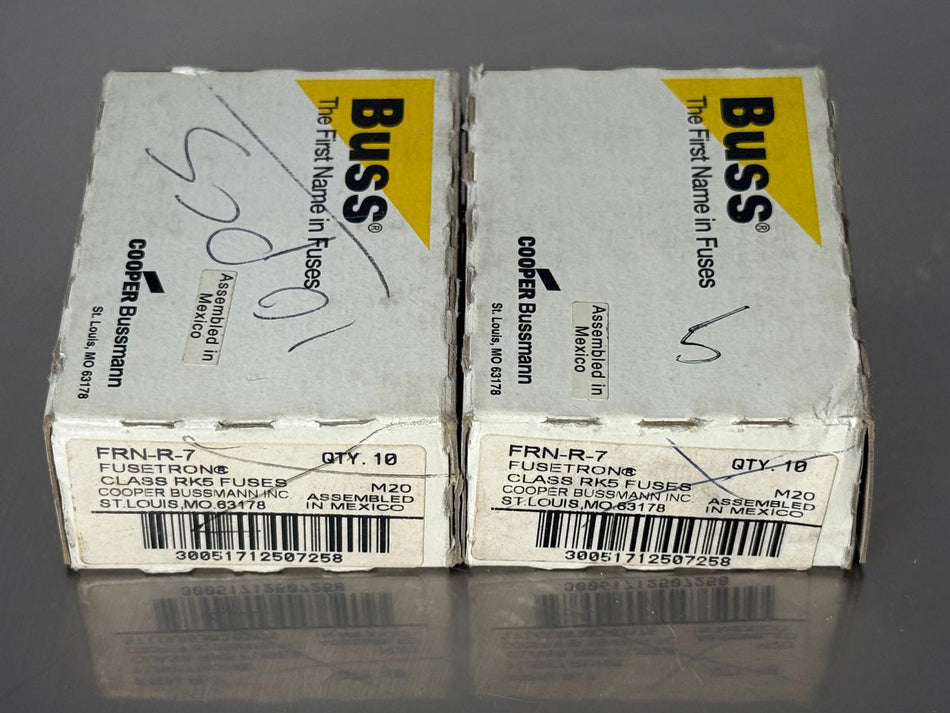 BUSS®
The First Name in Fuses
10 pcs
COOPER Bussmann
St. Louis, MO 63178
Assembled in
Mexico
FRN-R-7
QTY. 10
FUSETRON®
CLASS RK5 FUSES
M20
COOPER BUSSMANN INC
ASSEMBLED
ST.LOUIS,MO.63178
IN MEXICO
30051712507258
BUSS®
The First Name in Fuses
5
COOPER Bussmann
St. Louis, MO 63178
Assembled in
Mexico
FRN-R-7
QTY. 10
FUSETRON®
CLASS RK5 FUSES
M20
COOPER BUSSMANN INC
ASSEMBLED
ST.LOUIS,MO.63178
IN MEXICO
30051712507258